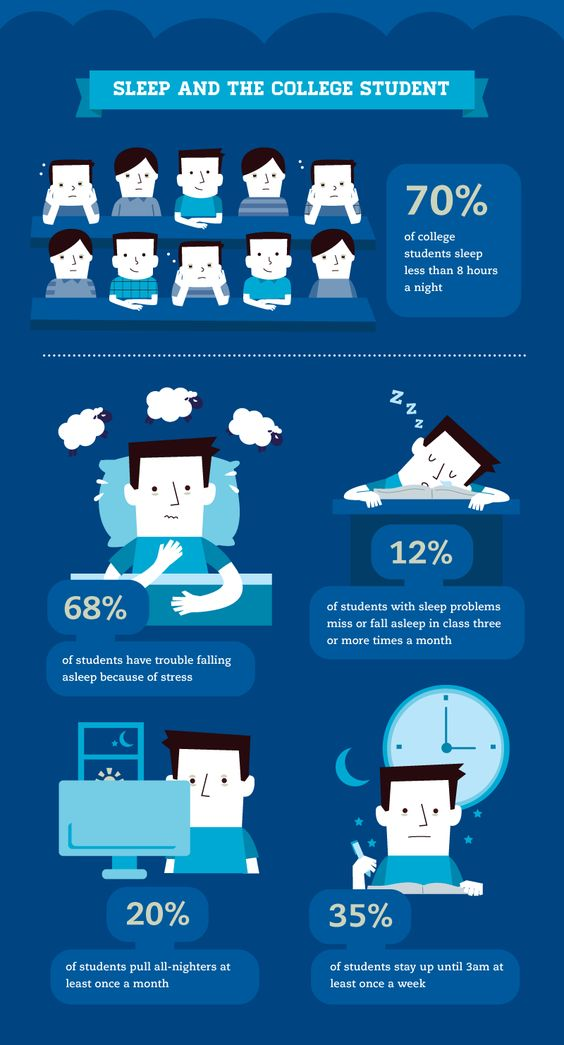 SLEEP AND THE COLLEGE STUDENT
70%
of college
students sleep
less than 8 hours
a night
z
z
z
68%
of students have trouble falling
asleep because of stress
12%
of students with sleep problems
miss or fall asleep in class three
or more times a month
20%
of students pull all-nighters at
least once a month
35%
of students stay up until 3am at
least once a week